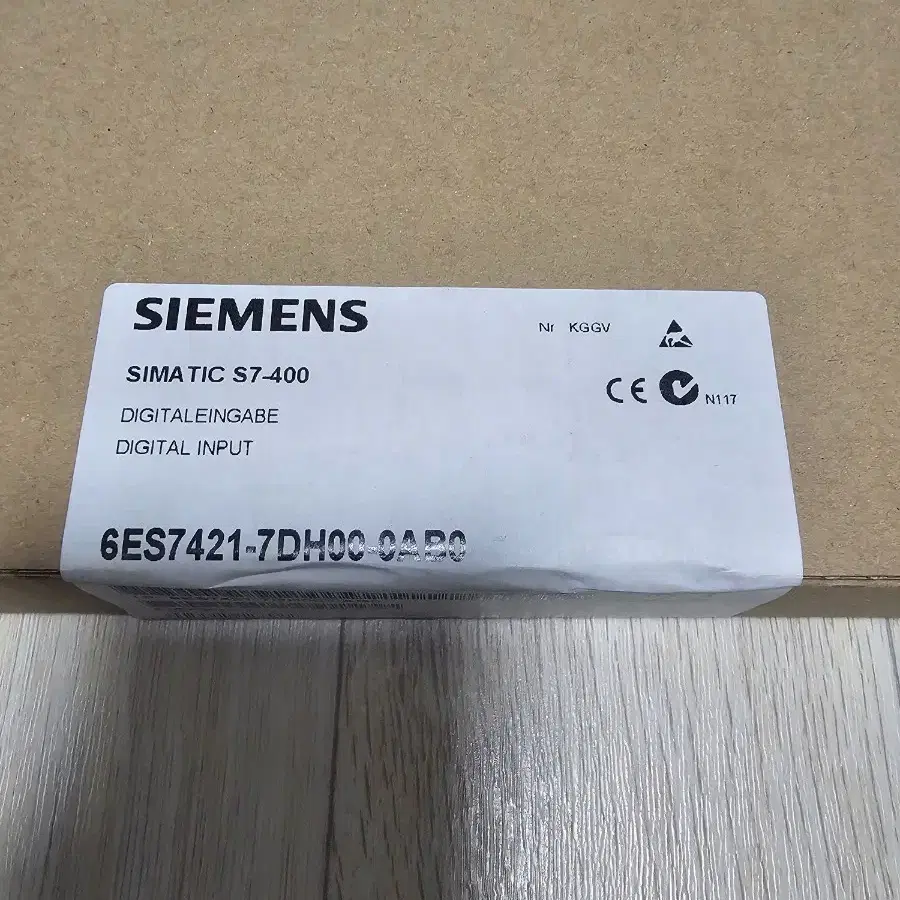 SIEMENS
Nr KGGV
SIMATIC S7-400
CE N117
DIGITALEINGABE
DIGITAL INPUT
6ES7421-7DH00-0AB0